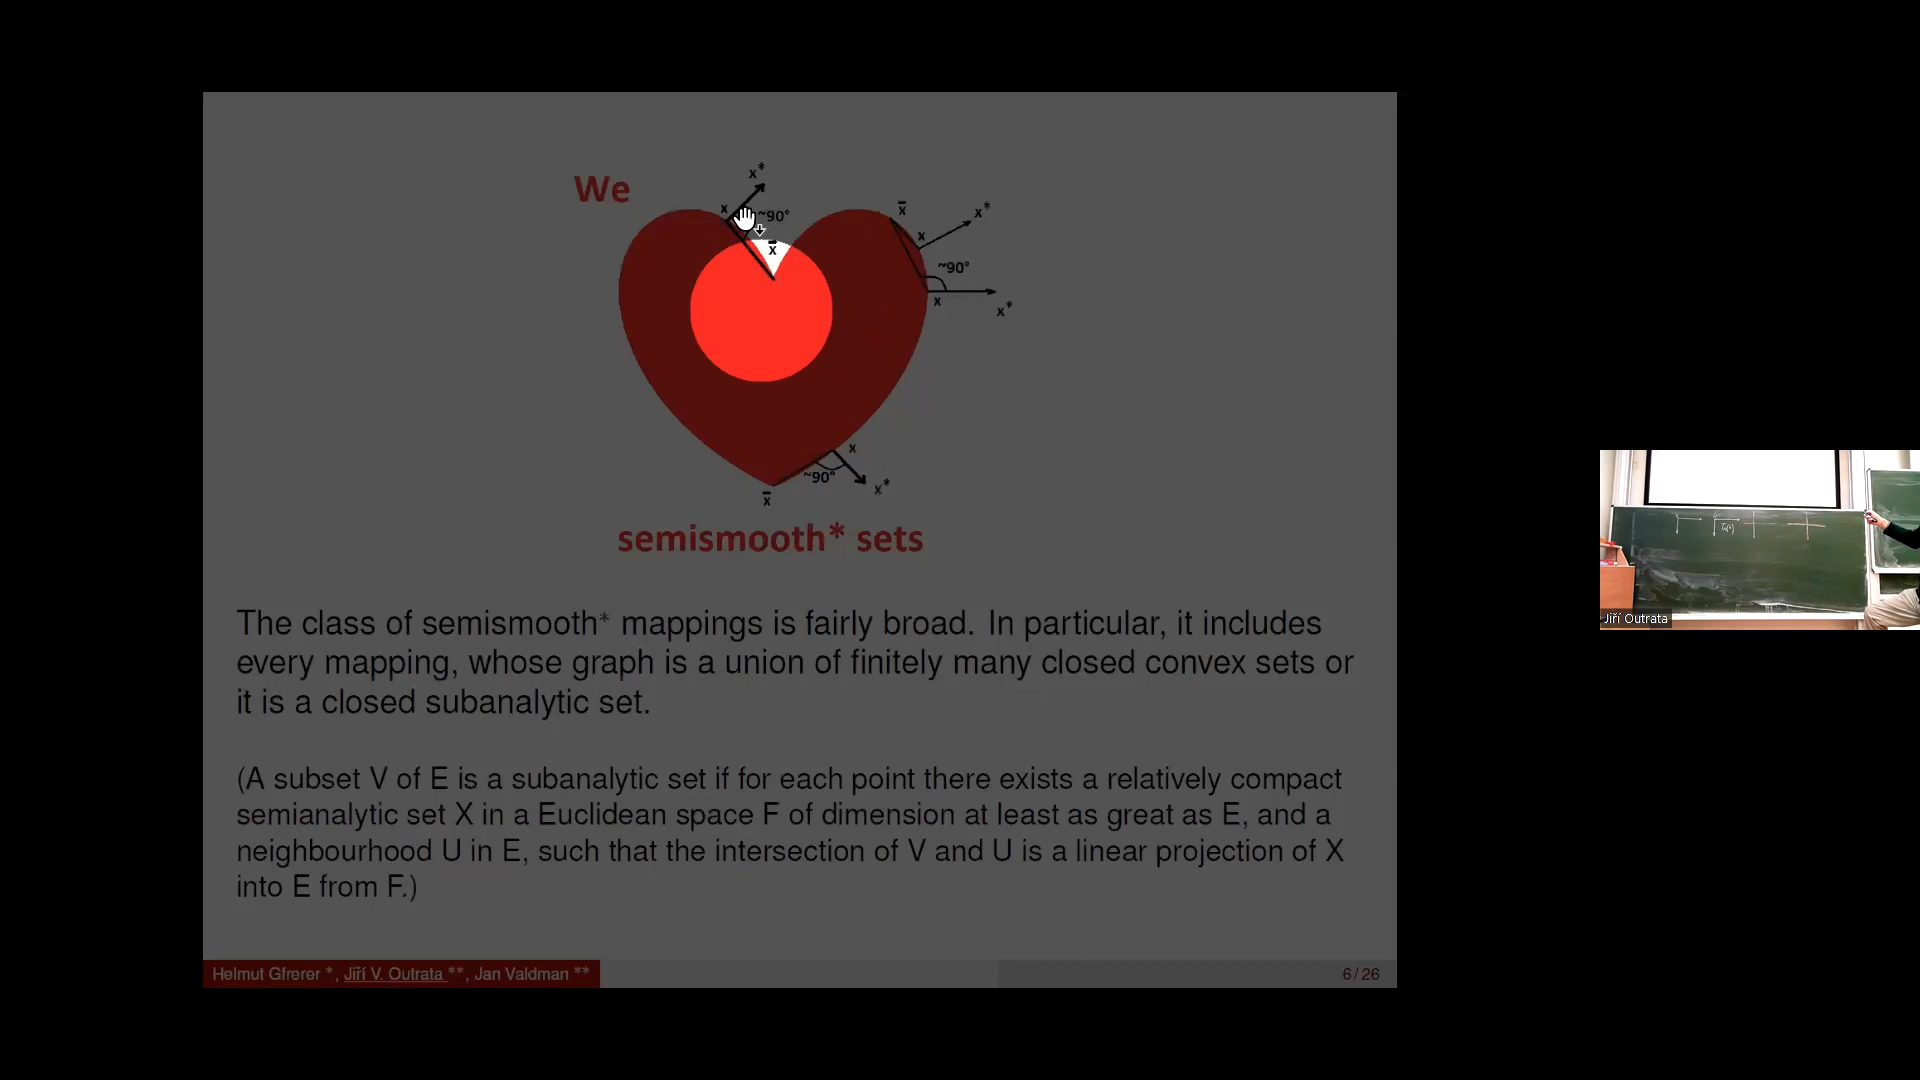 We
x*
x
~90°
x̄
x̄
x*
x
~90°
x
x*
x
~90°
x*
x̄
semismooth* sets
The class of semismooth* mappings is fairly broad. In particular, it includes
every mapping, whose graph is a union of finitely many closed convex sets or
it is a closed subanalytic set.
(A subset V of E is a subanalytic set if for each point there exists a relatively compact
semianalytic set X in a Euclidean space F of dimension at least as great as E, and a
neighbourhood U in E, such that the intersection of V and U is a linear projection of X
into E from F.)
Helmut Gfrerer *, Jiří V. Outrata **, Jan Valdman **
6/26
Jiří Outrata